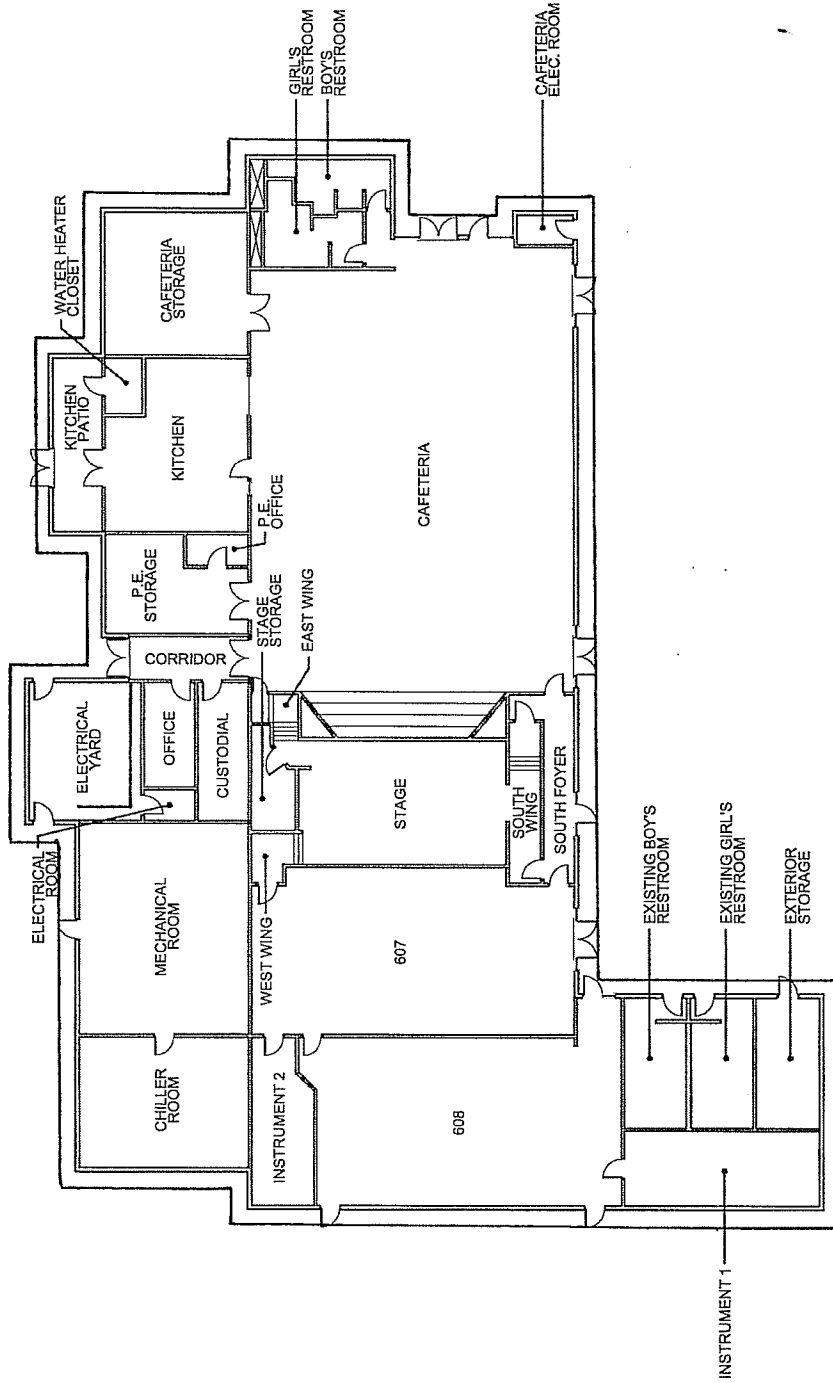 GIRL'S
RESTROOM
BOY'S
RESTROOM
CAFETERIA
ELEC. ROOM
WATER HEATER
CLOSET
CAFETERIA
STORAGE
KITCHEN
PATIO
KITCHEN
P.E.
OFFICE
P.E.
STORAGE
STAGE
STORAGE
EAST WING
CAFETERIA
CORRIDOR
ELECTRICAL
YARD
OFFICE
CUSTODIAL
ELECTRICAL
ROOM
STAGE
SOUTH
WING
SOUTH FOYER
MECHANICAL
ROOM
WEST WING
607
EXISTING BOY'S
RESTROOM
EXISTING GIRL'S
RESTROOM
EXTERIOR
STORAGE
CHILLER
ROOM
INSTRUMENT 2
608
INSTRUMENT 1